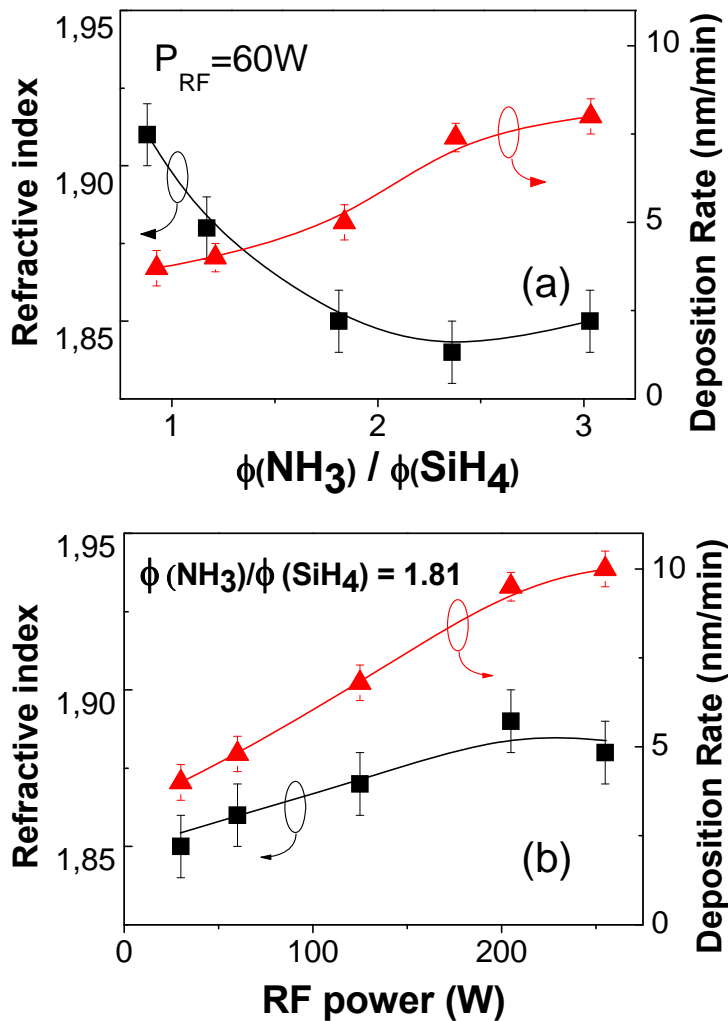 1,95
1,90
1,85
Refractive index
P_RF=60W
(a)
10
5
0
Deposition Rate (nm/min)
1 2 3
ϕ(NH3) / ϕ(SiH4)
1,95
1,90
1,85
Refractive index
ϕ (NH3)/ϕ (SiH4) = 1.81
(b)
10
5
0
Deposition Rate (nm/min)
0 100 200
RF power (W)